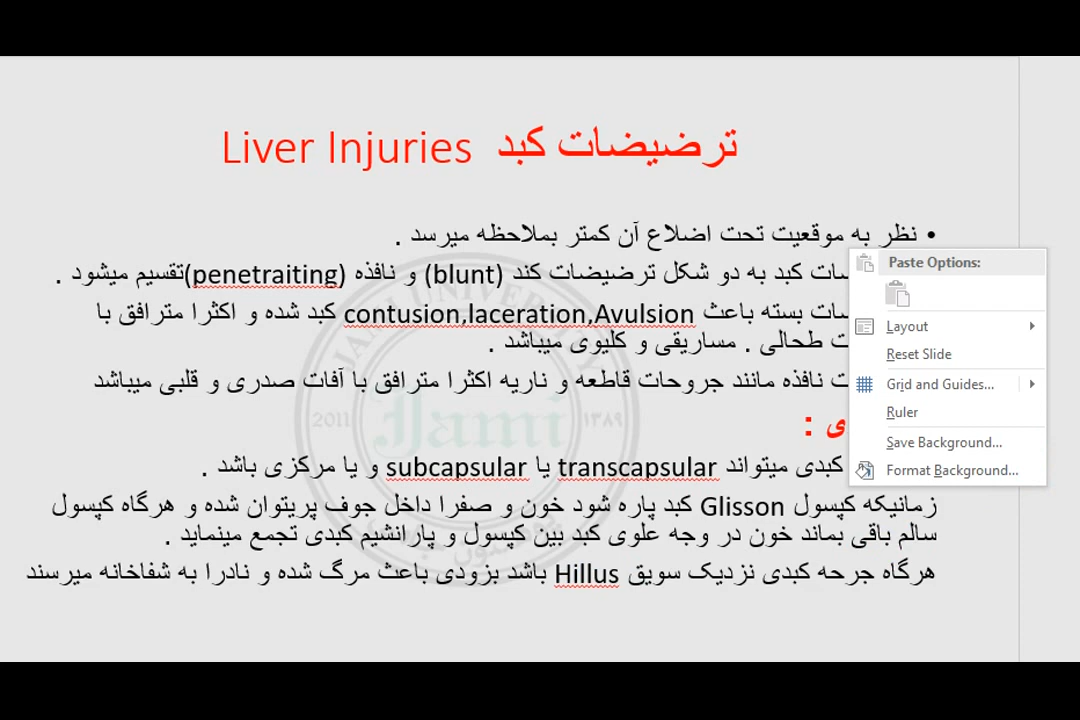 ترضیضات کبد Liver Injuries
• نظر به موقعیت تحت اضلاع آن کمتر بملاحظه میرسد .
کبد به دو شکل ترضیضات کند (blunt) و نافذه (penetraiting)تقسیم میشود .
بسته باعث contusion,laceration,Avulsion کبد شده و اکثرا مترافق با
طحالی . مساریقی و کلیوی میباشد .
نافذه مانند جروحات قاطعه و ناریه اکثرا مترافق با آفات صدری و قلبی میباشد
:
کبدی میتواند transcapsular یا subcapsular و یا مرکزی باشد .
زمانیکه کپسول Glisson کبد پاره شود خون و صفرا داخل جوف پریتوان شده و هرگاه کپسول
سالم باقی بماند خون در وجه علوی کبد بین کپسول و پارانشیم کبدی تجمع مینماید .
هرگاه جرحه کبدی نزدیک سویق Hillus باشد بزودی باعث مرگ شده و نادرا به شفاخانه میرسند
Paste Options:
Layout
Reset Slide
Grid and Guides...
Ruler
Save Background...
Format Background...
JAMI UNIVERSITY
2011
Jami
۱۳۸۹